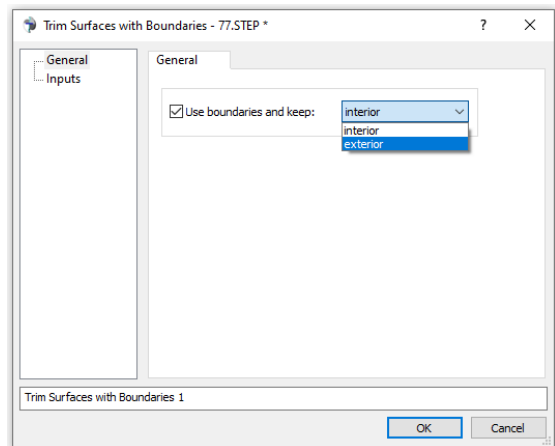 Trim Surfaces with Boundaries - 77.STEP * ? X
General
Inputs
General
Use boundaries and keep: interior
interior
exterior
Trim Surfaces with Boundaries 1
OK Cancel